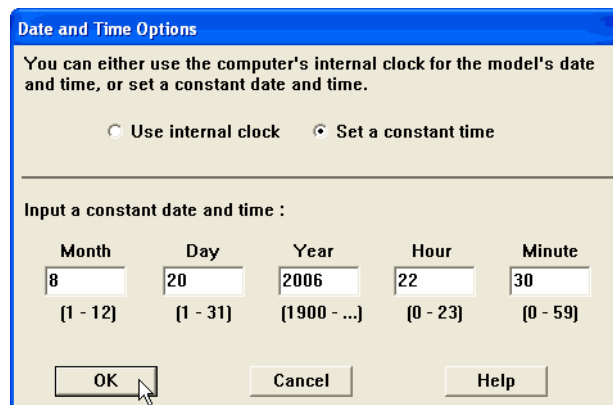 Date and Time Options
You can either use the computer's internal clock for the model's date
and time, or set a constant date and time.
Use internal clock Set a constant time
Input a constant date and time :
Month Day Year Hour Minute
8 20 2006 22 30
(1 - 12) (1 - 31) (1900 - ...) (0 - 23) (0 - 59)
OK Cancel Help